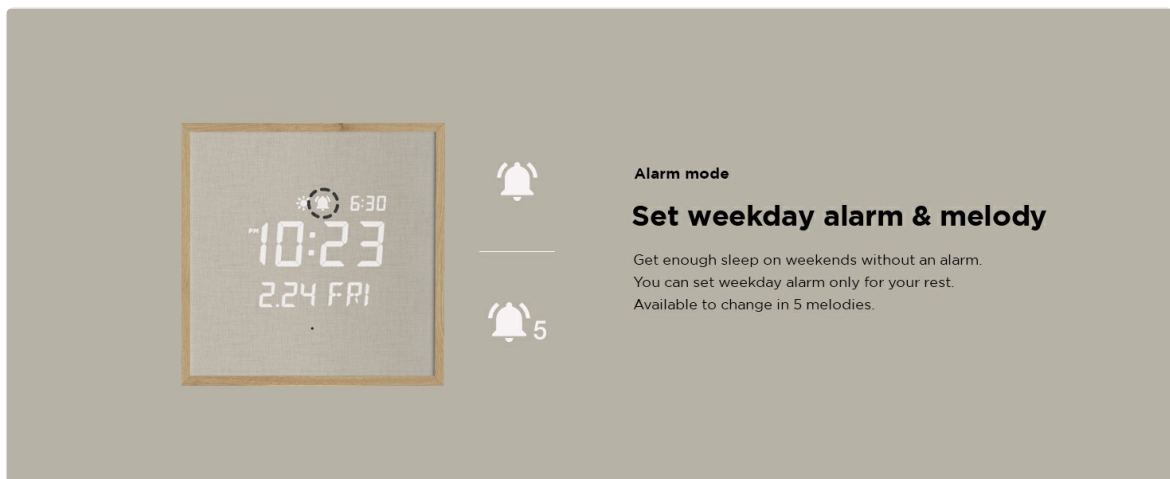 6:30
PM 10:23
2.24 FRI
5
Alarm mode
Set weekday alarm & melody
Get enough sleep on weekends without an alarm.
You can set weekday alarm only for your rest.
Available to change in 5 melodies.